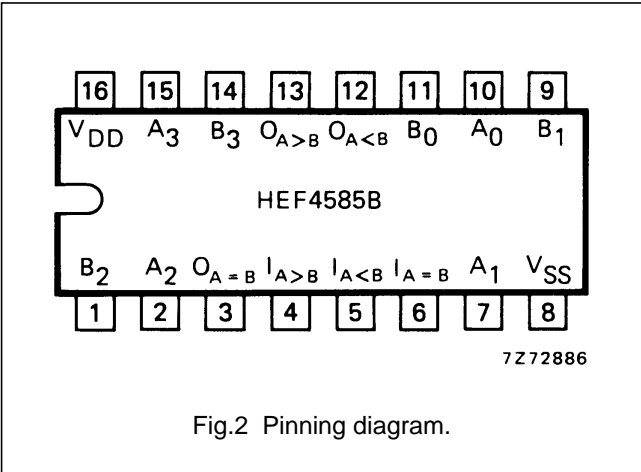 16 15 14 13 12 11 10 9
VDD A3 B3 OA>B OA<B B0 A0 B1
HEF4585B
B2 A2 OA=B IA>B IA<B IA=B A1 VSS
1 2 3 4 5 6 7 8
7Z72886
Fig.2 Pinning diagram.